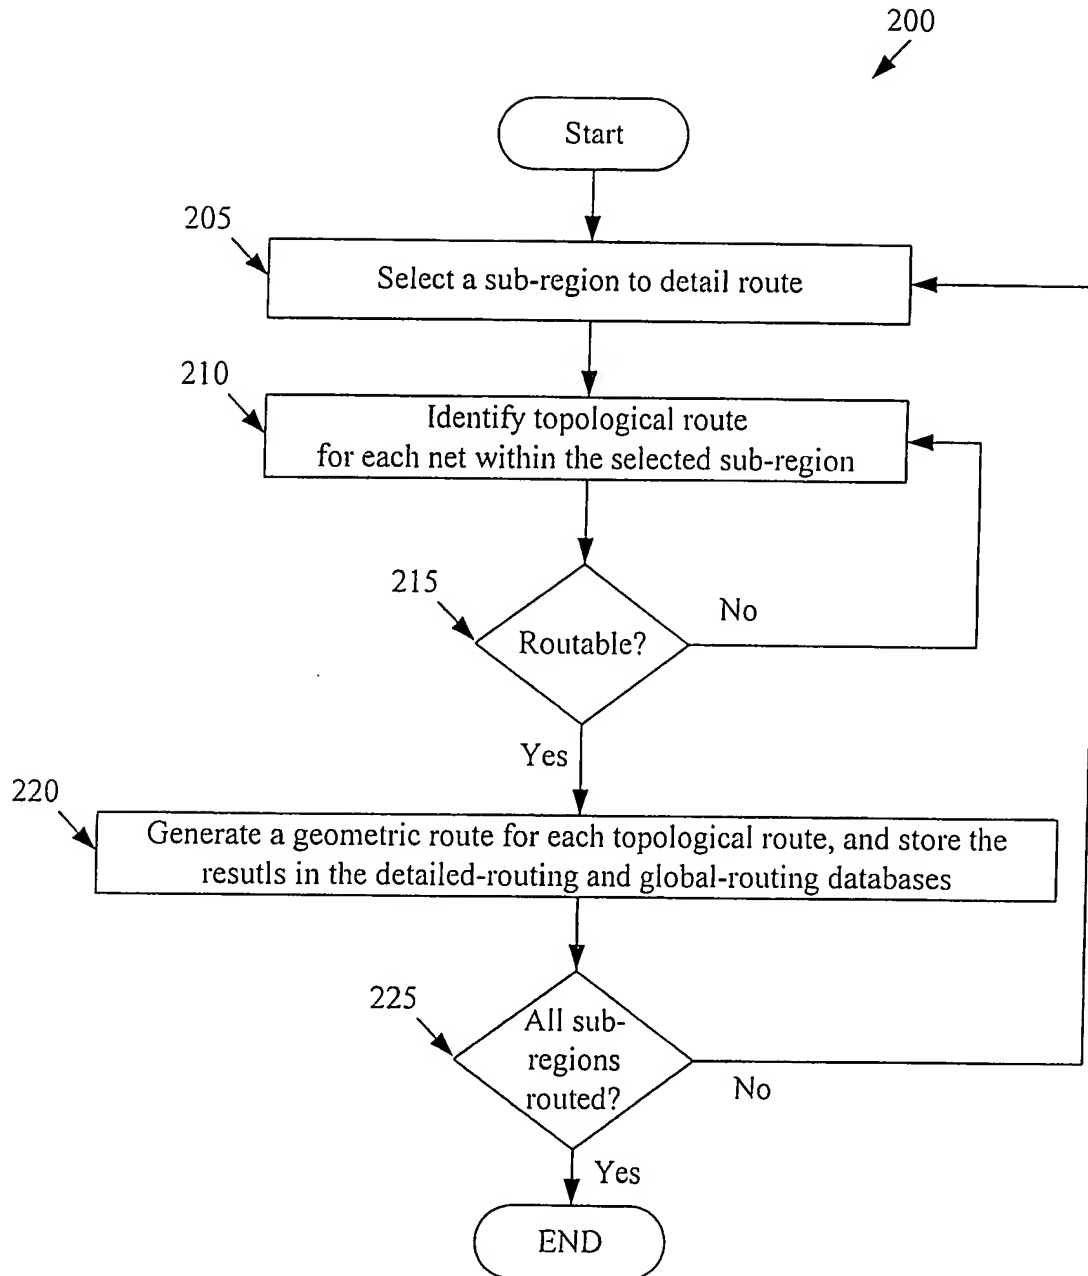 200
Start
205
Select a sub-region to detail route
210
Identify topological route
for each net within the selected sub-region
215
Routable?
No
Yes
220
Generate a geometric route for each topological route, and store the
resutls in the detailed-routing and global-routing databases
225
All sub-
regions
routed?
No
Yes
END